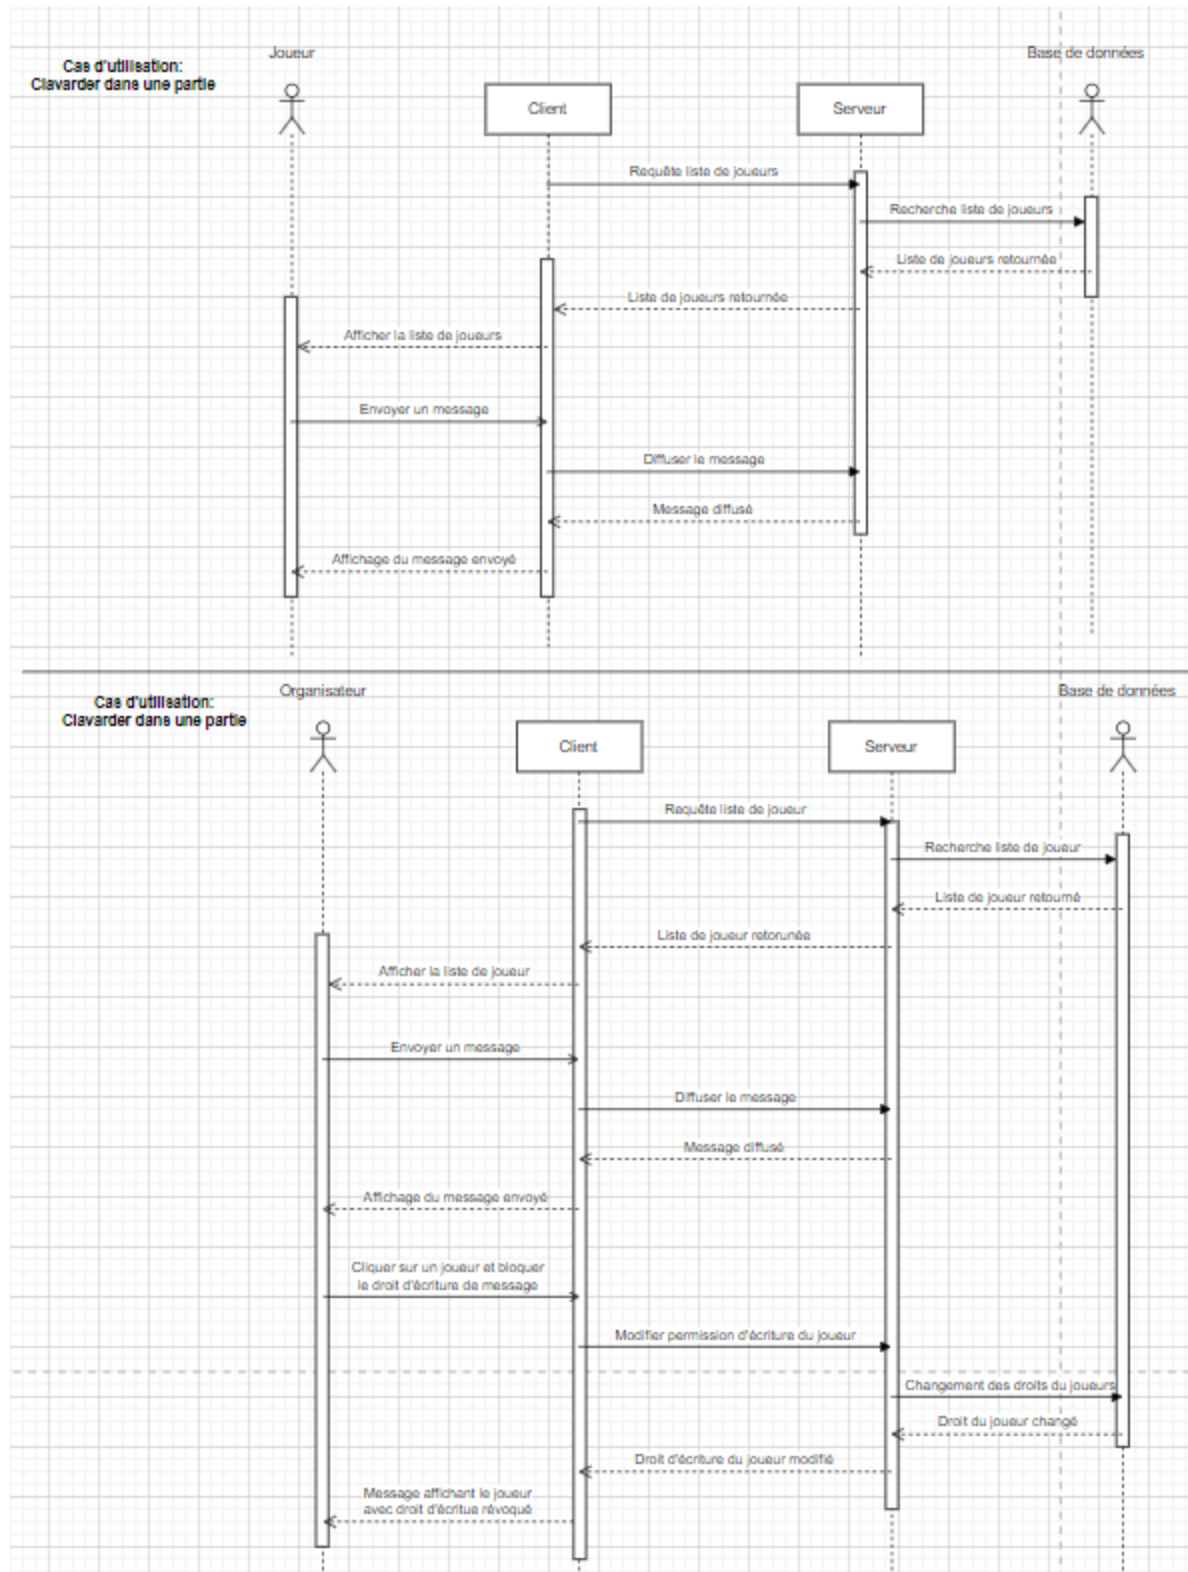 Joueur
Base de données
Cas d'utilisation:
Clavarder dans une partie
Client
Serveur
Requête liste de joueurs
Recherche liste de joueurs
Liste de joueurs retournée
Liste de joueurs retournée
Afficher la liste de joueurs
Envoyer un message
Diffuser le message
Message diffusé
Affichage du message envoyé
Organisateur
Base de données
Cas d'utilisation:
Clavarder dans une partie
Client
Serveur
Requête liste de joueur
Recherche liste de joueur
Liste de joueur retourné
Liste de joueur retorunée
Afficher la liste de joueur
Envoyer un message
Diffuser le message
Message diffusé
Affichage du message envoyé
Cliquer sur un joueur et bloquer
le droit d'écriture de message
Modifier permission d'écriture du joueur
Changement des droits du joueurs
Droit du joueur changé
Droit d'écriture du joueur modifié
Message affichant le joueur
avec droit d'écritue révoqué